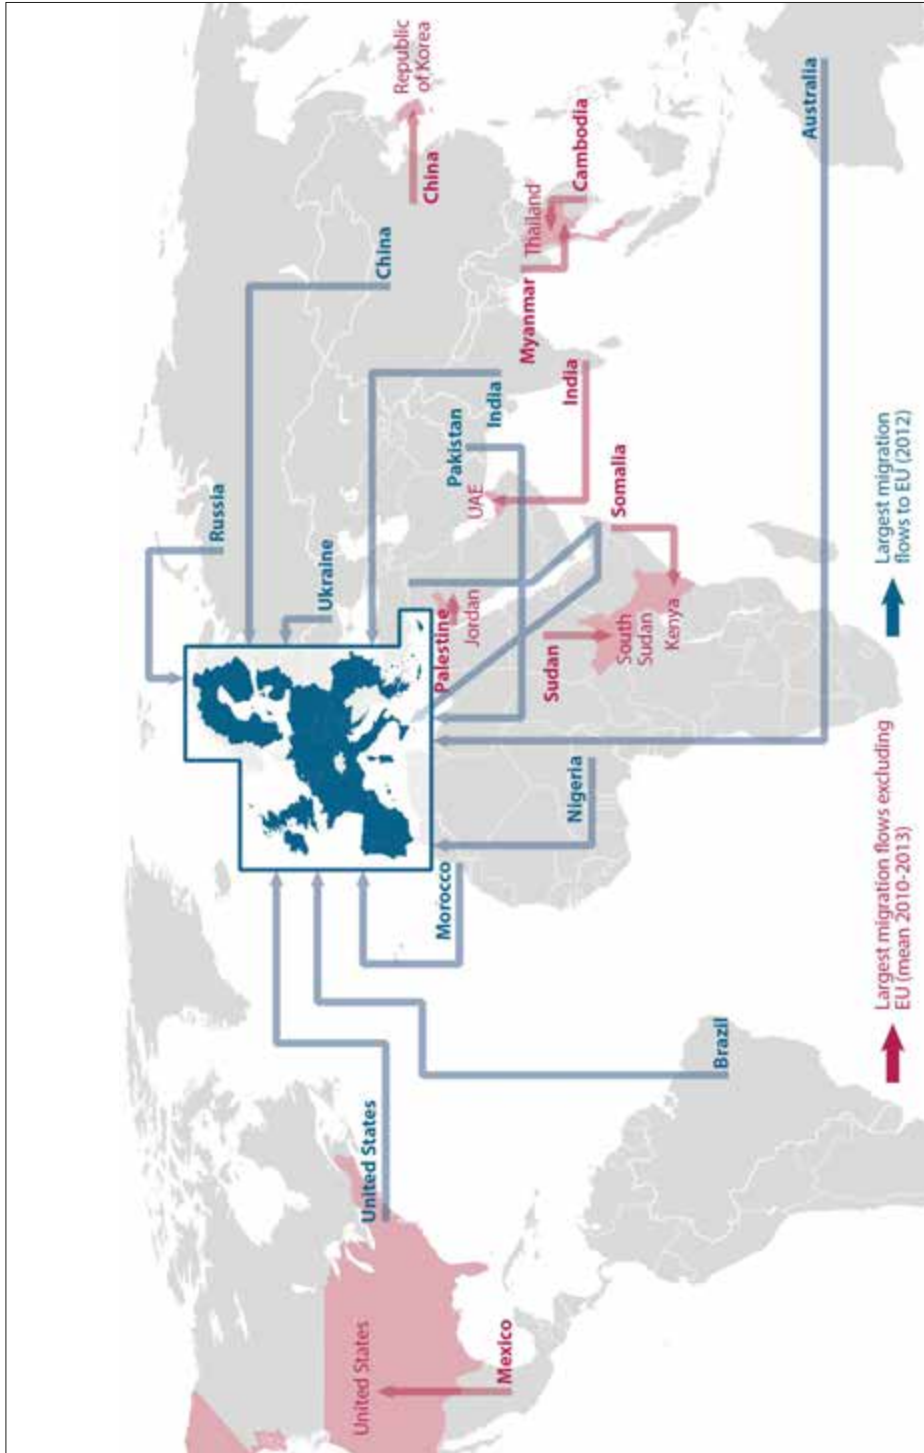 Russia
China
Ukraine
United States
India
Pakistan
Republic
of Korea
China
United States
Morocco
Palestine
Jordan
UAE
Thailand
Myanmar
Cambodia
Mexico
India
Nigeria
Sudan
South
Sudan
Kenya
Somalia
Brazil
Australia
Largest migration flows excluding
EU (mean 2010-2013)
Largest migration
flows to EU (2012)